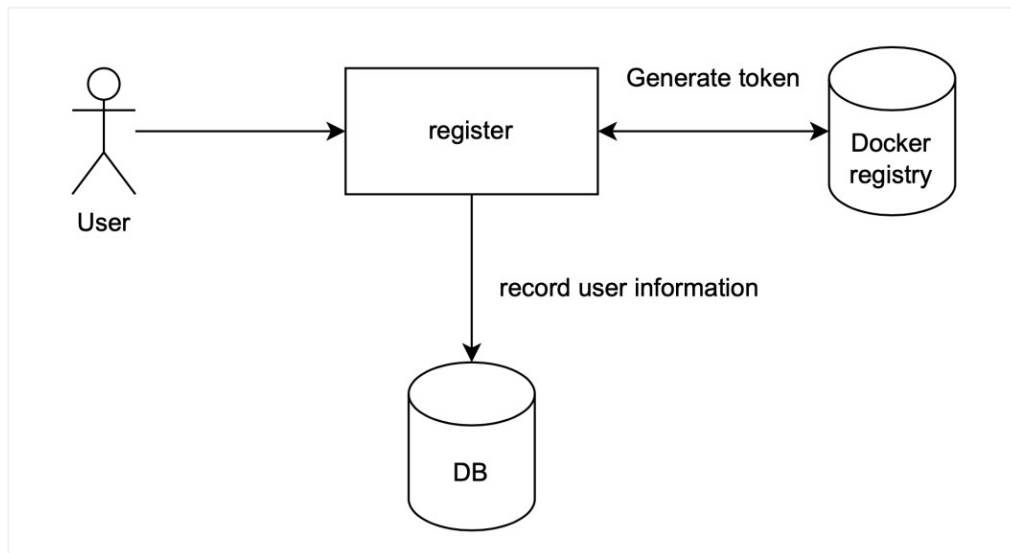 Generate token
register
Docker
registry
User
record user information
DB